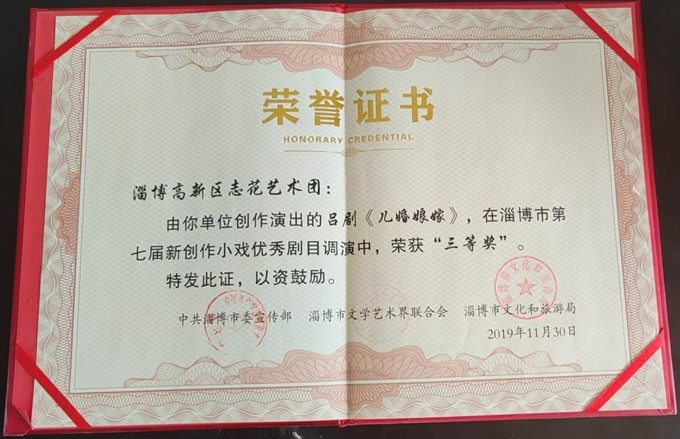 荣誉证书
HONORARY CREDENTIAL
淄博高新区志花艺术团：
由你单位创作演出的吕剧《儿婚娘嫁》，在淄博市第
七届新创作小戏优秀剧目调演中，荣获“三等奖”。
特发此证，以资鼓励。
中共淄博市委宣传部 淄博市文学艺术界联合会 淄博市文化和旅游局
2019年11月30日